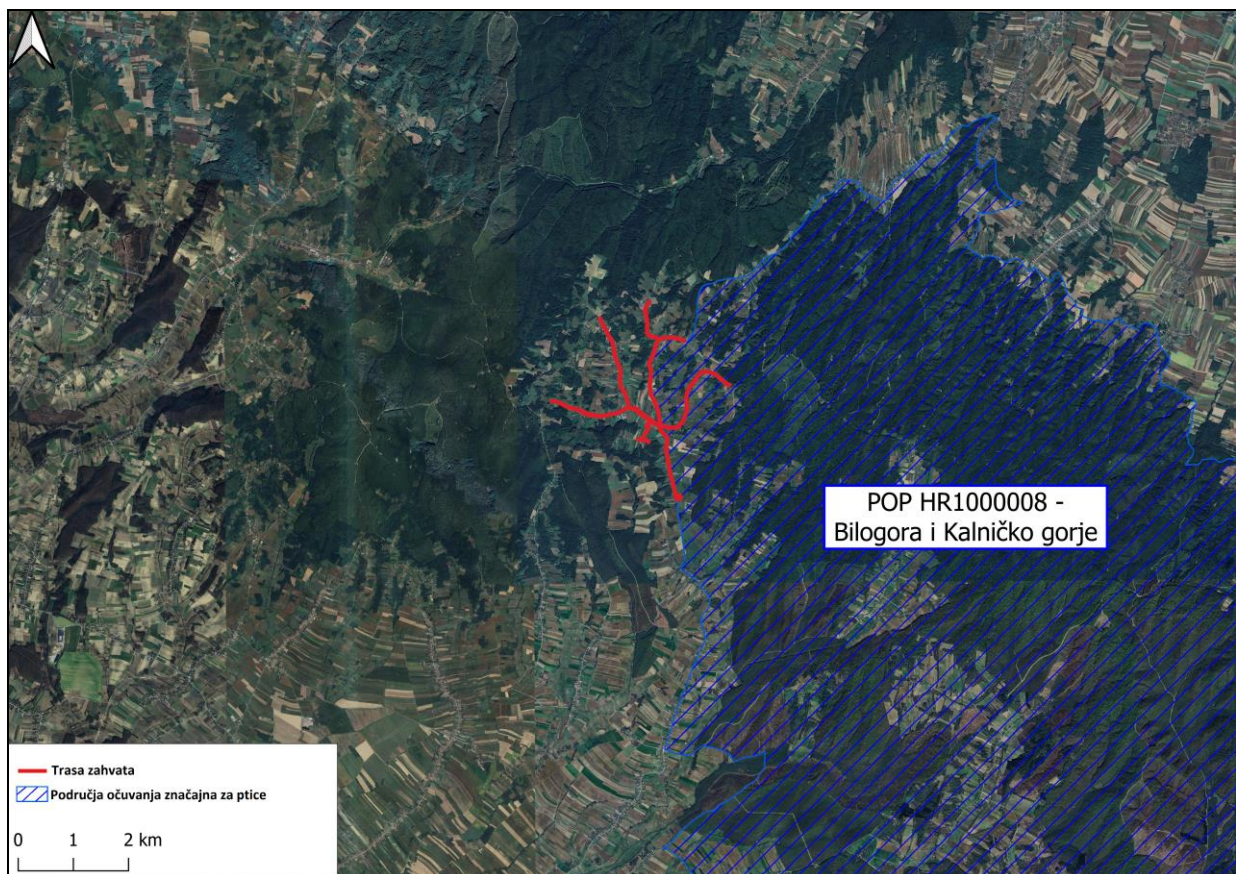 POP HR1000008 -
Bilogora i Kalničko gorje
Trasa zahvata
Područja očuvanja značajna za ptice
0 1 2 km